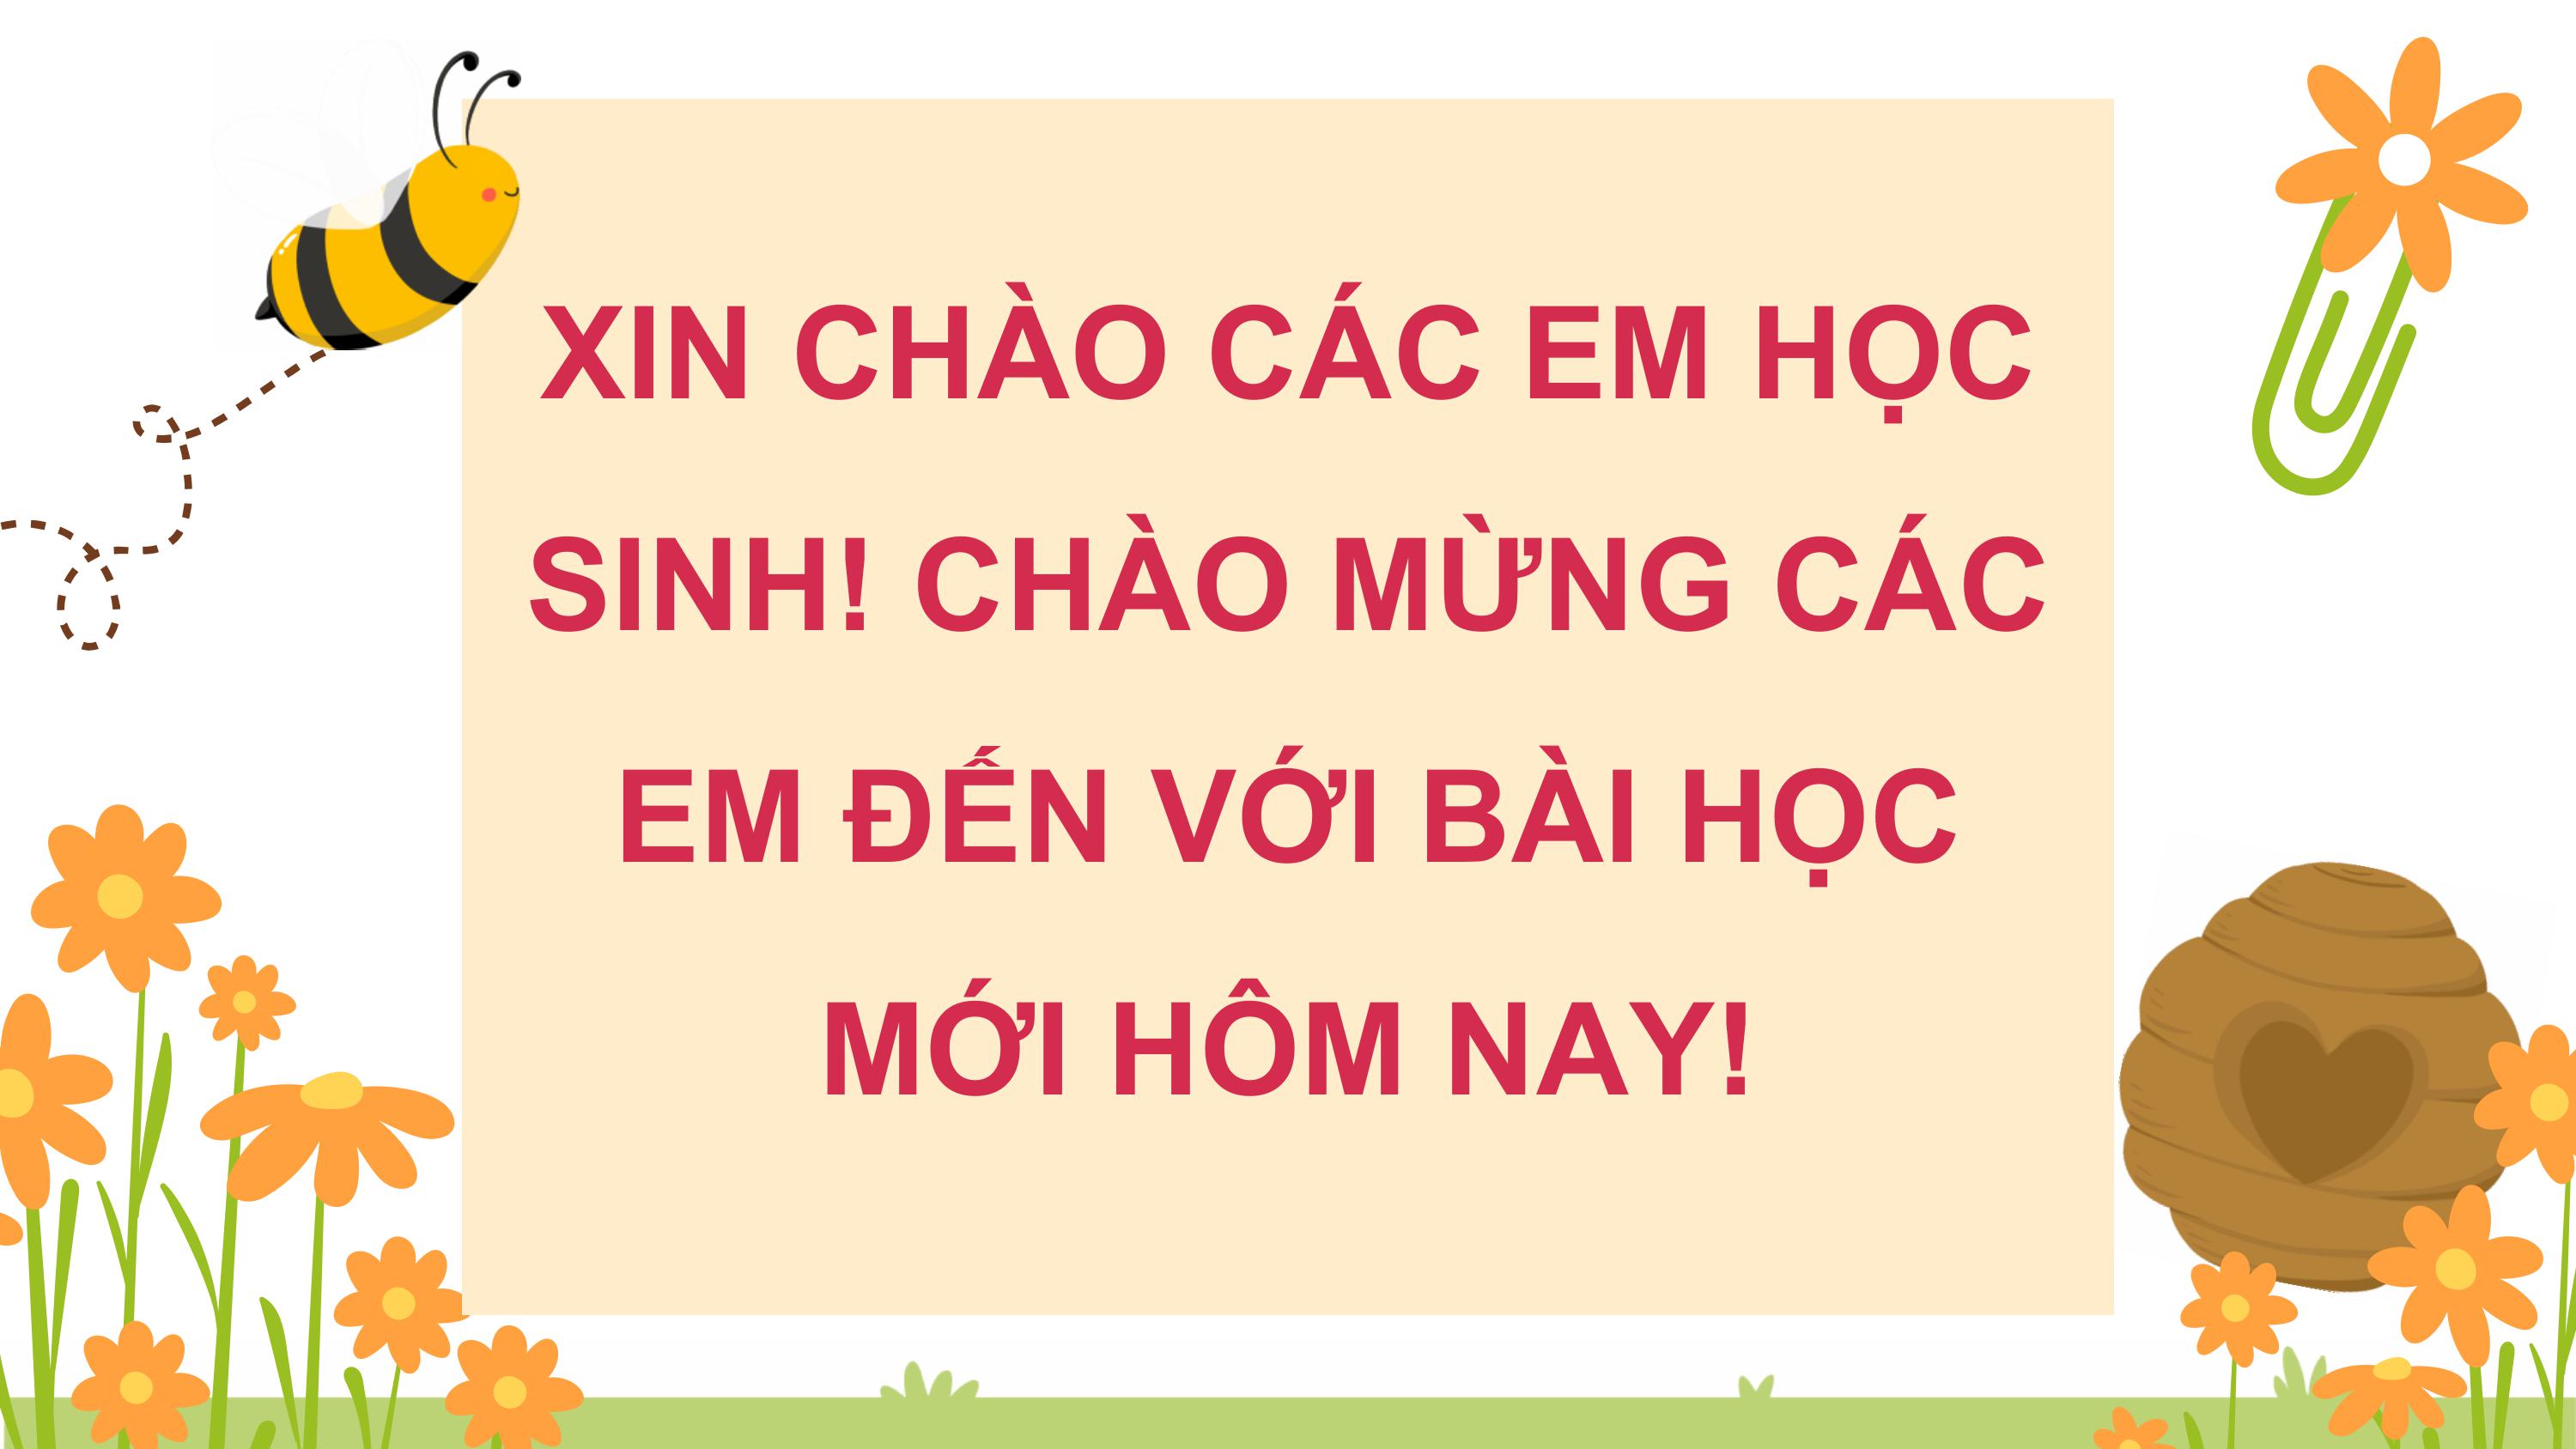 XIN CHÀO CÁC EM HỌC
SINH! CHÀO MỪNG CÁC
EM ĐẾN VỚI BÀI HỌC
MỚI HÔM NAY!